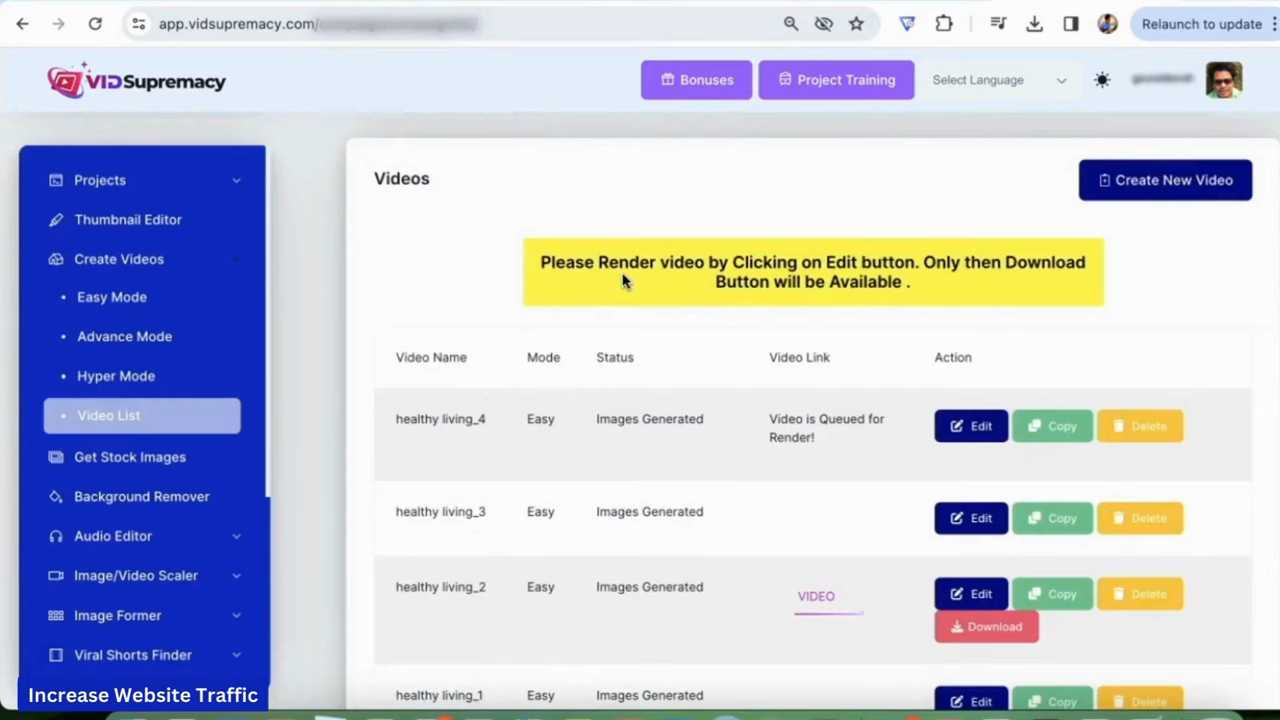 app.vidsupremacy.com/
Relaunch to update
VIDSupremacy
Bonuses
Project Training
Select Language
Projects
Thumbnail Editor
Create Videos
Easy Mode
Advance Mode
Hyper Mode
Video List
Get Stock Images
Background Remover
Audio Editor
Image/Video Scaler
Image Former
Viral Shorts Finder
Increase Website Traffic
Videos
Create New Video
Please Render video by Clicking on Edit button. Only then Download
Button will be Available .
Video Name Mode Status Video Link Action
healthy living_4 Easy Images Generated Video is Queued for
Render!
Edit Copy Delete
healthy living_3 Easy Images Generated Edit Copy Delete
healthy living_2 Easy Images Generated VIDEO Edit Copy Delete
Download
healthy living_1 Easy Images Generated Edit Copy Delete